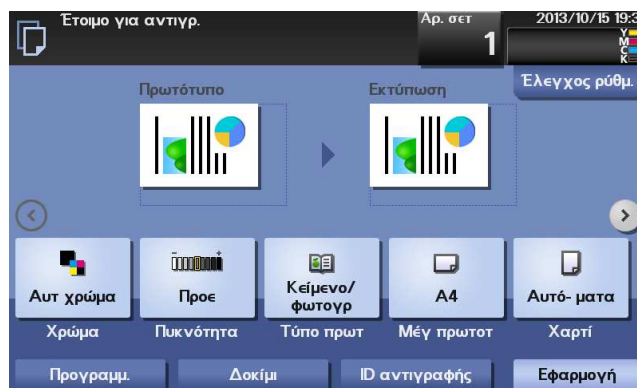 Έτοιμο για αντιγρ.
Αρ. σετ
1
2013/10/15 19:3
Y
M
C
K
Έλεγχος ρύθμ.
Πρωτότυπο
Εκτύπωση
Αυτ χρώμα
Προε
Κείμενο/
φωτογρ
A4
Αυτό- ματα
Χρώμα
Πυκνότητα
Τύπο πρωτ
Μέγ πρωτοτ
Χαρτί
Προγραμμ.
Δοκίμι
ID αντιγραφής
Εφαρμογή